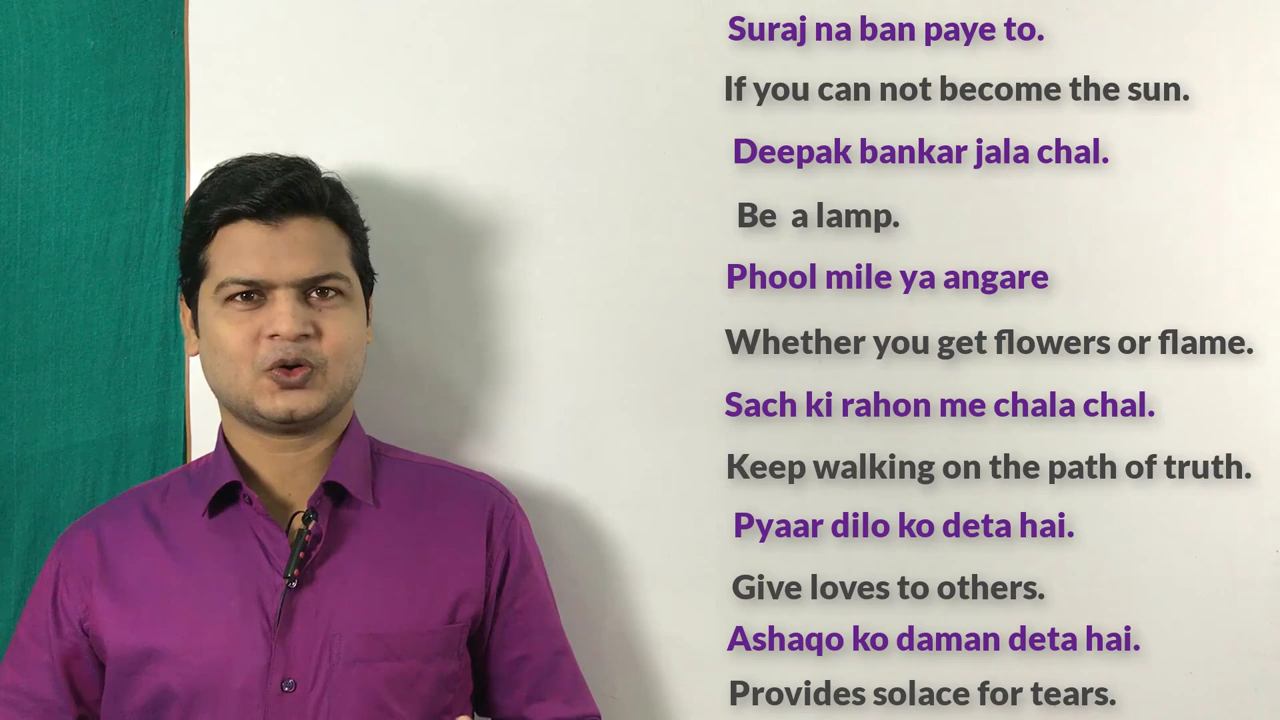 Suraj na ban paye to.
If you can not become the sun.
Deepak bankar jala chal.
Be a lamp.
Phool mile ya angare
Whether you get flowers or flame.
Sach ki rahon me chala chal.
Keep walking on the path of truth.
Pyaar dilo ko deta hai.
Give loves to others.
Ashaqo ko daman deta hai.
Provides solace for tears.